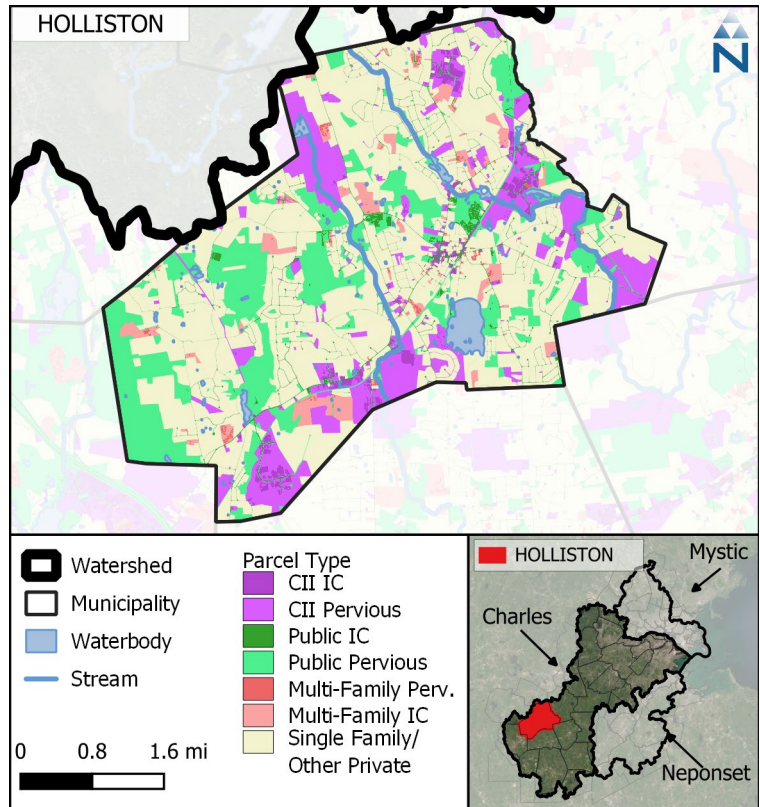 HOLLISTON
N
Watershed
Municipality
Waterbody
Stream
0 0.8 1.6 mi
Parcel Type
CII IC
CII Pervious
Public IC
Public Pervious
Multi-Family Perv.
Multi-Family IC
Single Family/
Other Private
HOLLISTON
Mystic
Charles
Neponset